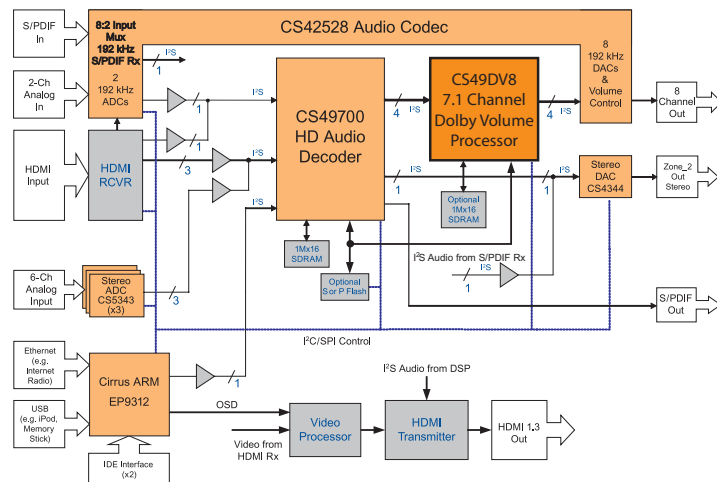 S/PDIF
In
8:2 Input
Mux
192 kHz
S/PDIF Rx
2
192 kHz
ADCs
I²S
1
CS42528 Audio Codec
8
192 kHz
DACs
&
Volume
Control
2-Ch
Analog
In
HDMI
Input
HDMI
RCVR
1
I²S
1
3
I²S
I²S
CS49700
HD Audio
Decoder
4
I²S
CS49DV8
7.1 Channel
Dolby Volume
Processor
4
I²S
8
Channel
Out
I²S
1
1
I²S
Stereo
DAC
CS4344
Zone_2
Out
Stereo
Optional
1Mx16
SDRAM
1Mx16
SDRAM
Optional
S or P Flash
I²S Audio from S/PDIF Rx
I²S
1
S/PDIF
Out
6-Ch
Analog
Input
Stereo
ADC
CS5343
(x3)
3
I²C/SPI Control
Ethernet
(e.g.
Internet
Radio)
USB
(e.g. iPod,
Memory
Stick)
Cirrus ARM
EP9312
1
IDE Interface
(x2)
OSD
Video from
HDMI Rx
Video
Processor
I²S Audio from DSP
HDMI
Transmitter
HDMI 1.3
Out